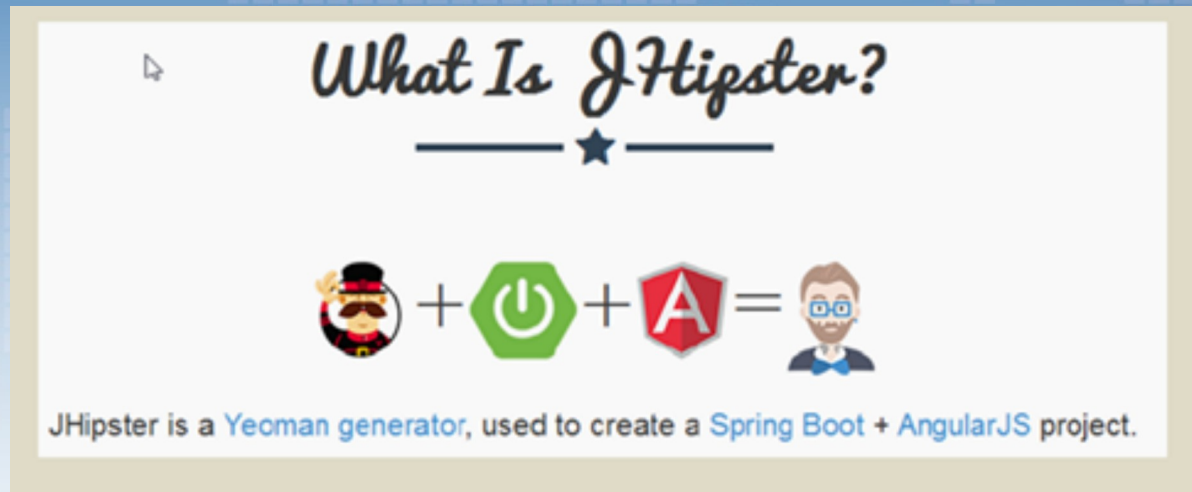 What Is JHipster?
+ + A =
JHipster is a Yeoman generator, used to create a Spring Boot + AngularJS project.